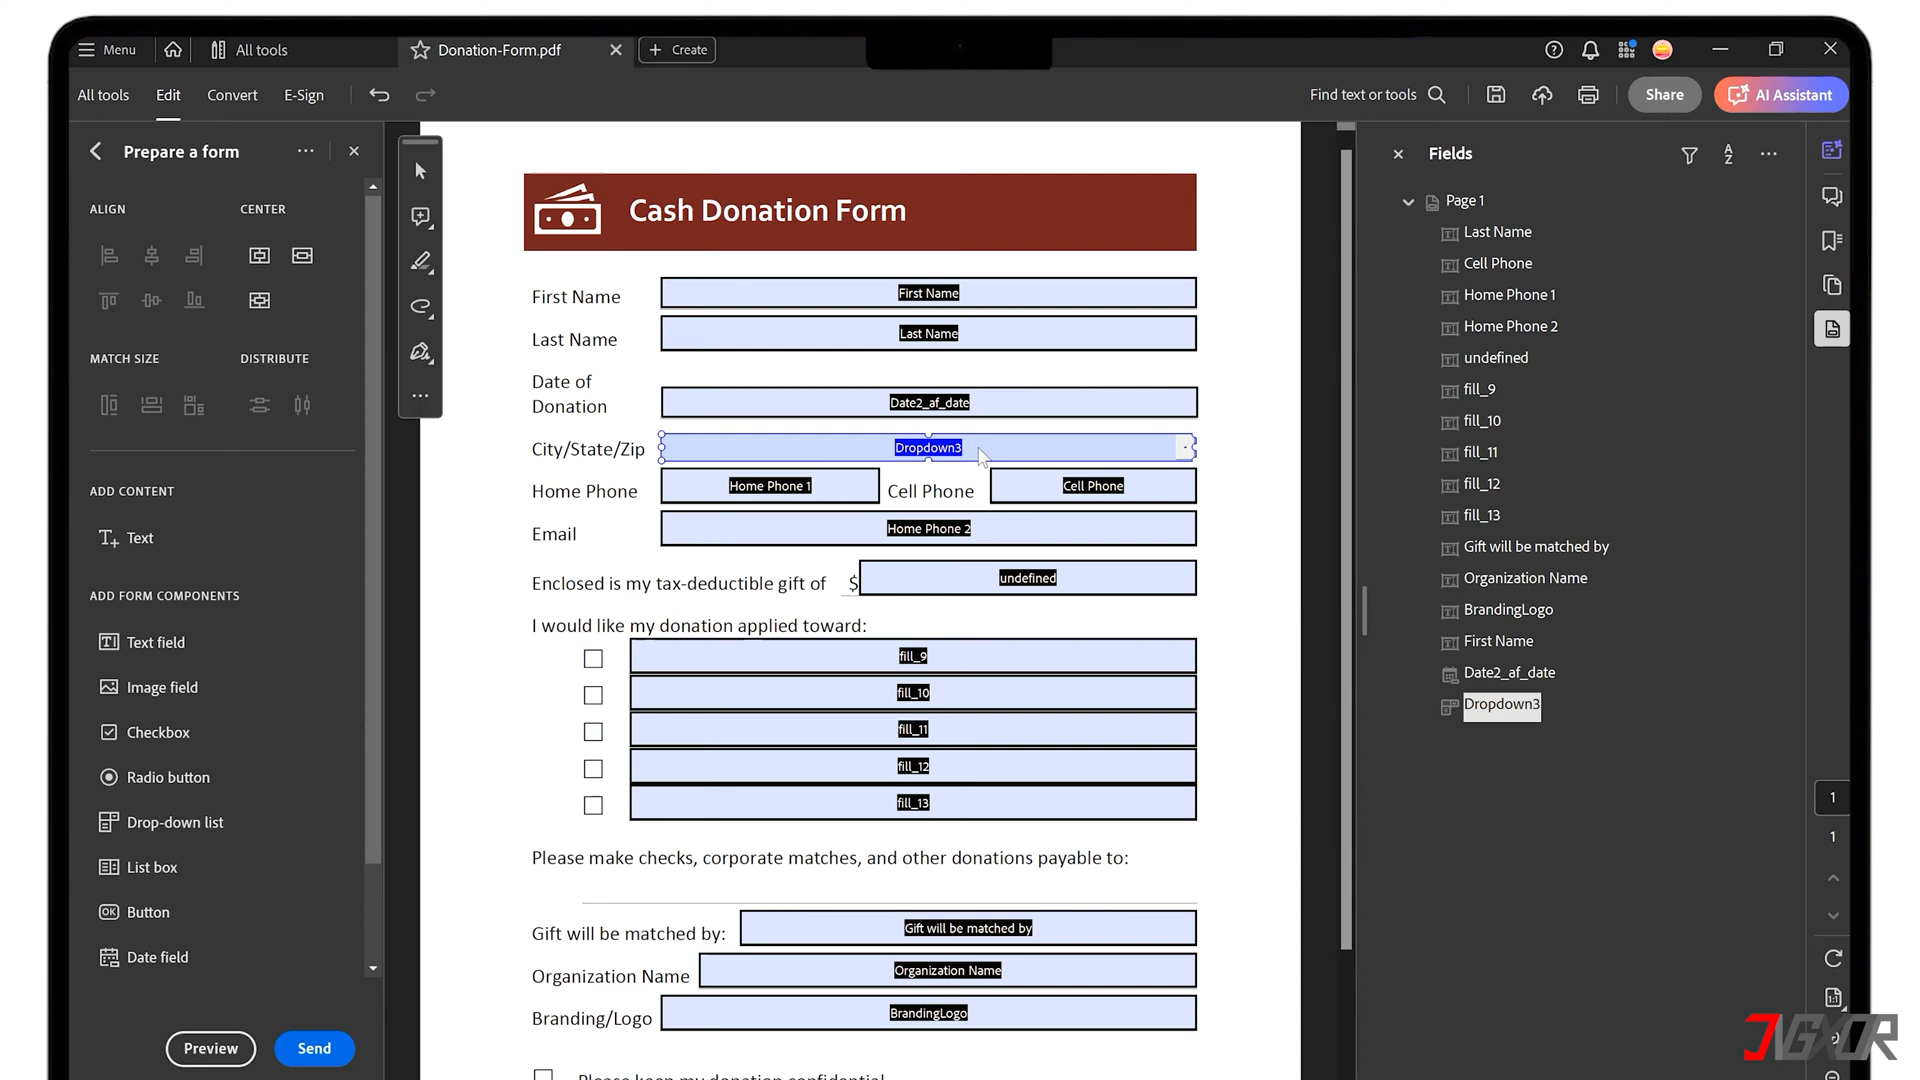 Menu
All tools
Donation-Form.pdf
Create
All tools
Edit
Convert
E-Sign
Find text or tools
Share
AI Assistant
Prepare a form
ALIGN
CENTER
MATCH SIZE
DISTRIBUTE
ADD CONTENT
Text
ADD FORM COMPONENTS
Text field
Image field
Checkbox
Radio button
Drop-down list
List box
Button
Date field
Preview
Send
Cash Donation Form
First Name
First Name
Last Name
Last Name
Date of
Donation
Date2_af_date
City/State/Zip
Dropdown3
Home Phone
Home Phone 1
Cell Phone
Cell Phone
Email
Home Phone 2
Enclosed is my tax-deductible gift of $
undefined
I would like my donation applied toward:
fill_9
fill_10
fill_11
fill_12
fill_13
Please make checks, corporate matches, and other donations payable to:
Gift will be matched by:
Gift will be matched by
Organization Name
Organization Name
Branding/Logo
BrandingLogo
Please keep my donation confidential
Fields
Page 1
Last Name
Cell Phone
Home Phone 1
Home Phone 2
undefined
fill_9
fill_10
fill_11
fill_12
fill_13
Gift will be matched by
Organization Name
BrandingLogo
First Name
Date2_af_date
Dropdown3
1
1
JIGXOR